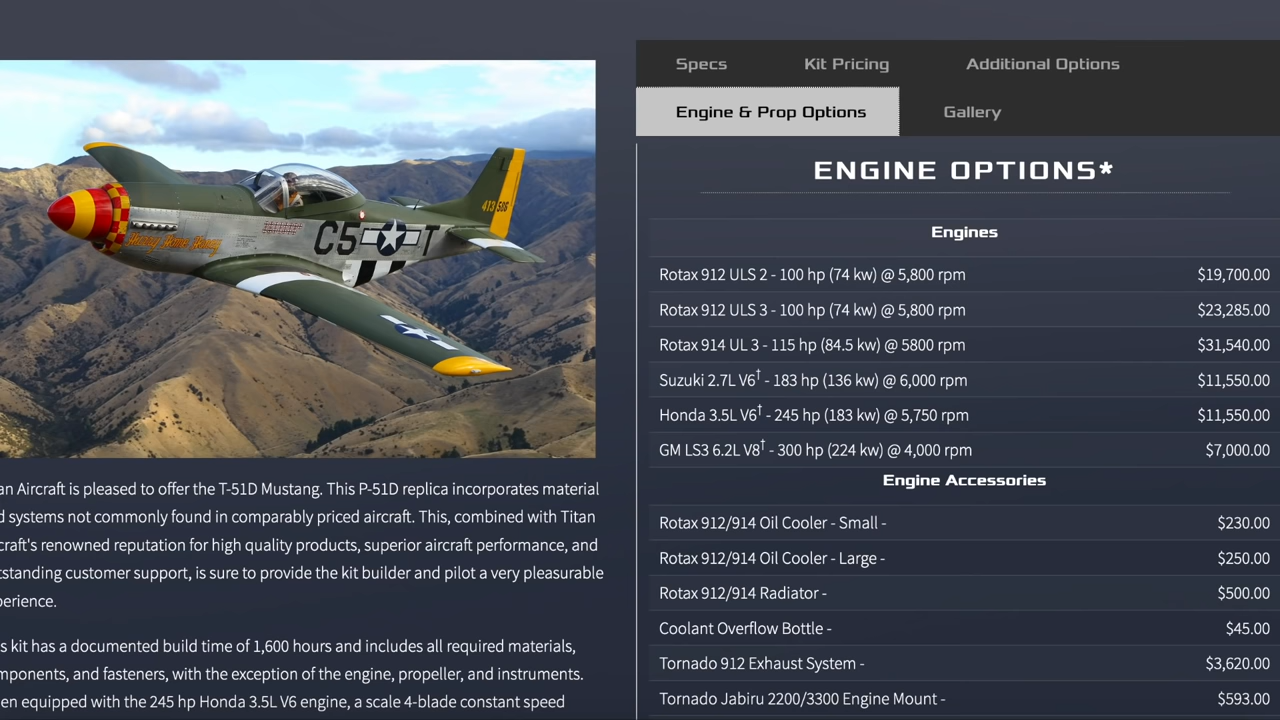 Specs
Kit Pricing
Additional Options
Engine & Prop Options
Gallery
ENGINE OPTIONS*
Engines
Rotax 912 ULS 2 - 100 hp (74 kw) @ 5,800 rpm $19,700.00
Rotax 912 ULS 3 - 100 hp (74 kw) @ 5,800 rpm $23,285.00
Rotax 914 UL 3 - 115 hp (84.5 kw) @ 5800 rpm $31,540.00
Suzuki 2.7L V6† - 183 hp (136 kw) @ 6,000 rpm $11,550.00
Honda 3.5L V6† - 245 hp (183 kw) @ 5,750 rpm $11,550.00
GM LS3 6.2L V8† - 300 hp (224 kw) @ 4,000 rpm $7,000.00
Engine Accessories
Rotax 912/914 Oil Cooler - Small - $230.00
Rotax 912/914 Oil Cooler - Large - $250.00
Rotax 912/914 Radiator - $500.00
Coolant Overflow Bottle - $45.00
Tornado 912 Exhaust System - $3,620.00
Tornado Jabiru 2200/3300 Engine Mount - $593.00
C5 T
an Aircraft is pleased to offer the T-51D Mustang. This P-51D replica incorporates material
d systems not commonly found in comparably priced aircraft. This, combined with Titan
craft's renowned reputation for high quality products, superior aircraft performance, and
tstanding customer support, is sure to provide the kit builder and pilot a very pleasurable
perience.
s kit has a documented build time of 1,600 hours and includes all required materials,
mponents, and fasteners, with the exception of the engine, propeller, and instruments.
en equipped with the 245 hp Honda 3.5L V6 engine, a scale 4-blade constant speed